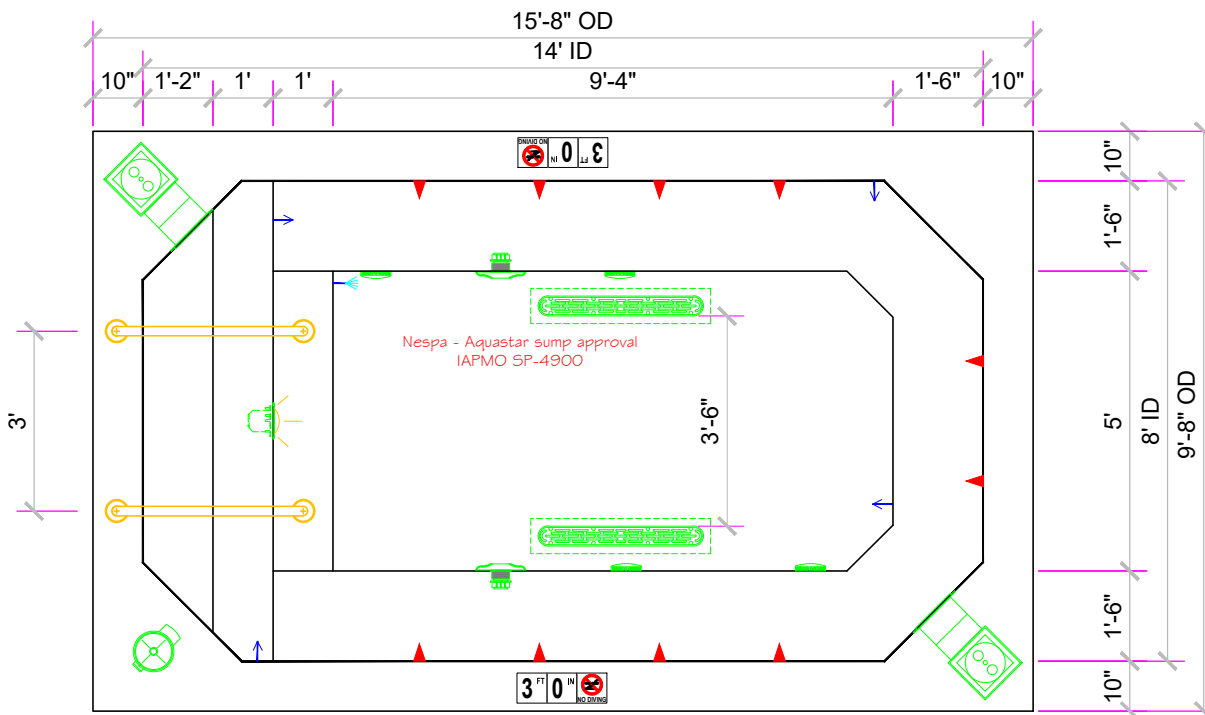 15'-8" OD
14' ID
10" 1'-2" 1' 1' 9'-4" 1'-6" 10"
3 FT 0 IN NO DIVING
10"
1'-6"
Nespa - Aquastar sump approval
IAPMO SP-4900
3'
3'-6"
5'
8' ID
9'-8" OD
1'-6"
10"
3 FT 0 IN NO DIVING